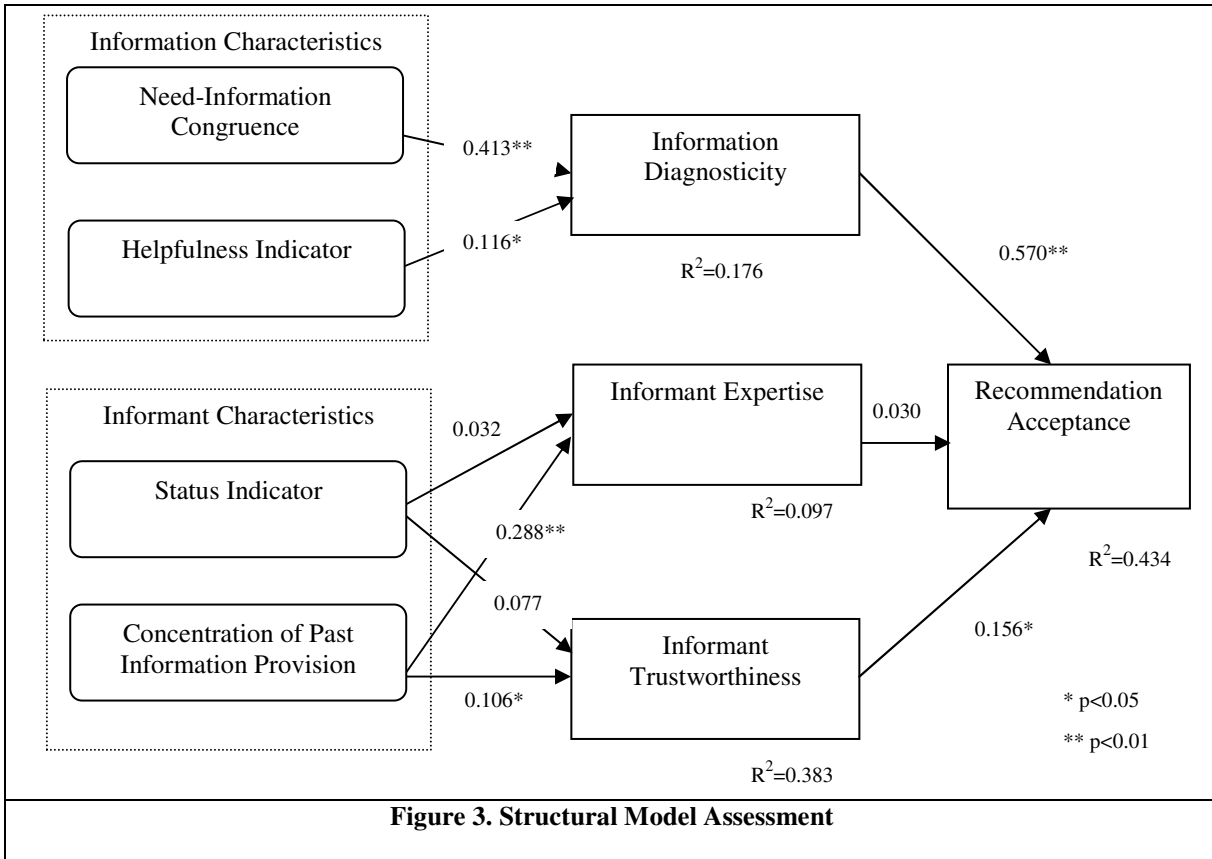 Information Characteristics
Need-Information
Congruence
0.413**
Information
Diagnosticity
Helpfulness Indicator
0.116*
R²=0.176
0.570**
Informant Characteristics
Status Indicator
0.032
Informant Expertise
0.030
Recommendation
Acceptance
0.288**
R²=0.097
R²=0.434
0.077
Concentration of Past
Information Provision
0.106*
Informant
Trustworthiness
0.156*
R²=0.383
* p<0.05
** p<0.01
Figure 3. Structural Model Assessment